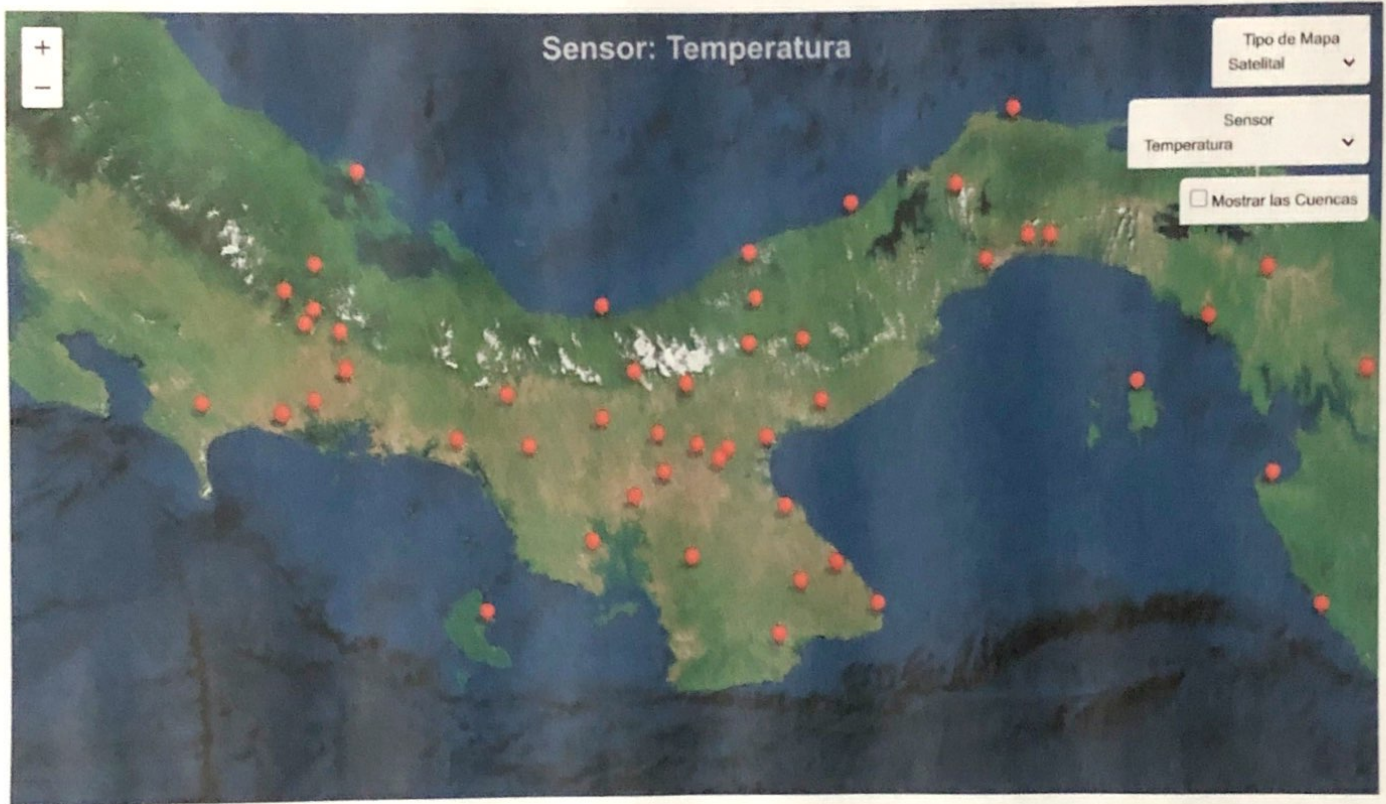 +
−
Sensor: Temperatura
Tipo de Mapa
Satelital
Sensor
Temperatura
Mostrar las Cuencas